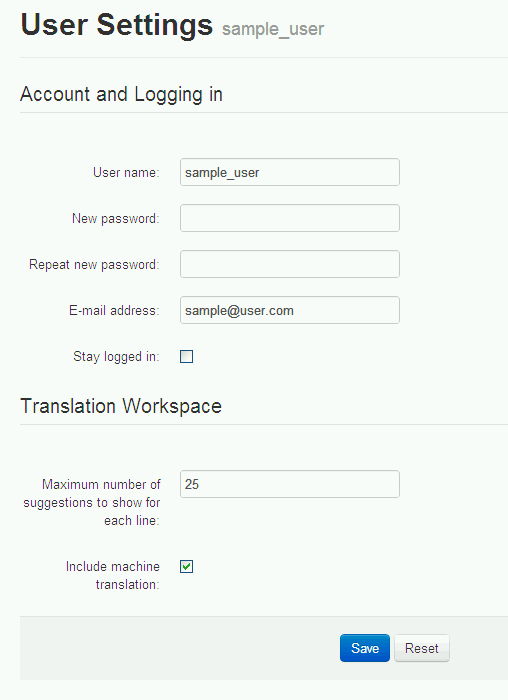 User Settings sample_user
Account and Logging in
User name: sample_user
New password:
Repeat new password:
E-mail address: sample@user.com
Stay logged in:
Translation Workspace
Maximum number of 25
suggestions to show for
each line:
Include machine
translation:
Save Reset